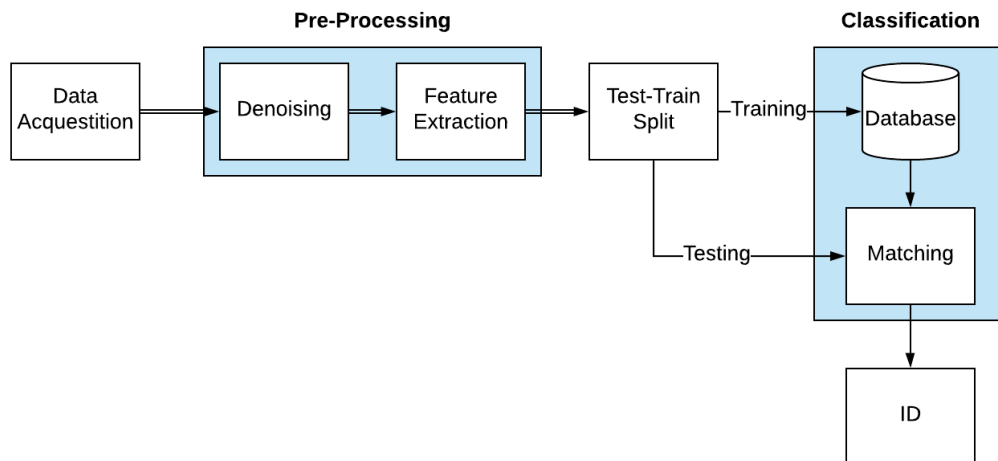 Pre-Processing
Classification
Data
Acquestition
Denoising
Feature
Extraction
Test-Train
Split
Training
Database
Testing
Matching
ID